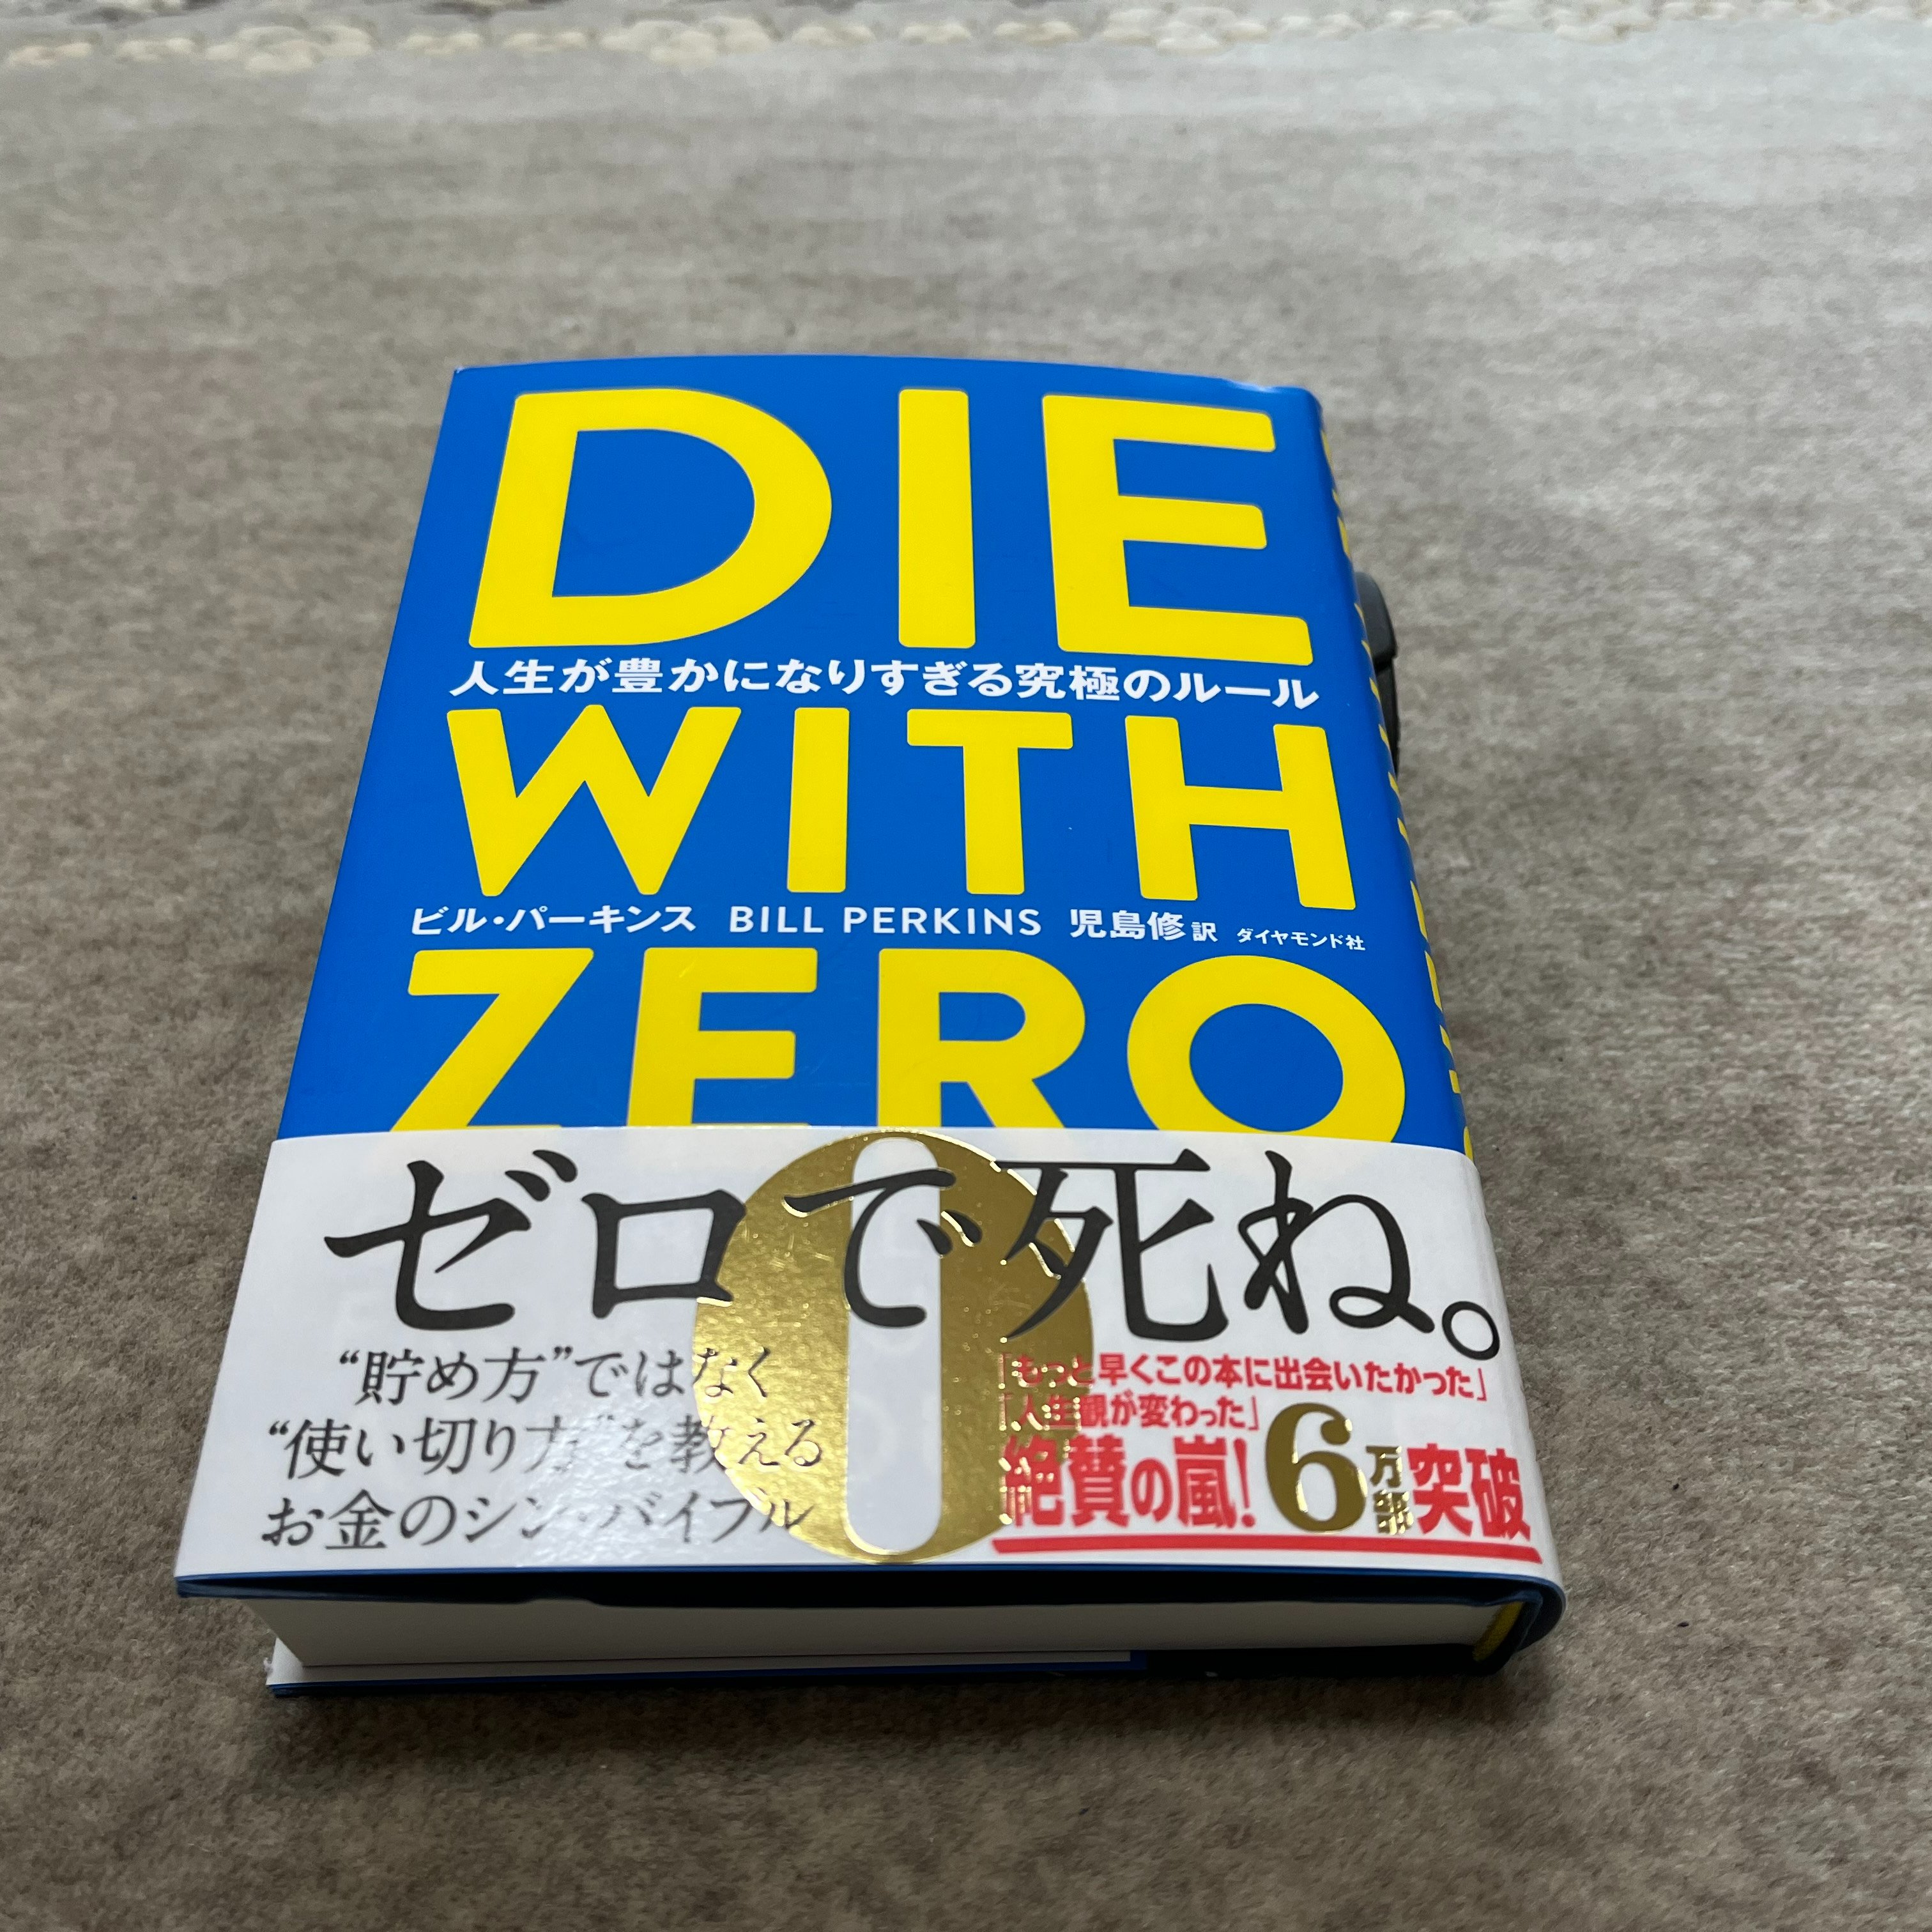 DIE
人生が豊かになりすぎる究極のルール
WITH
ビル・パーキンス BILL PERKINS 児島修訳 ダイヤモンド社
ZERO
ゼロで死ね。
“貯め方”ではなく
“使い切り方”を教える
お金のシン・バイブル
0
「もっと早くこの本に出会いたかった」
「人生観が変わった」
絶賛の嵐! 6万部突破